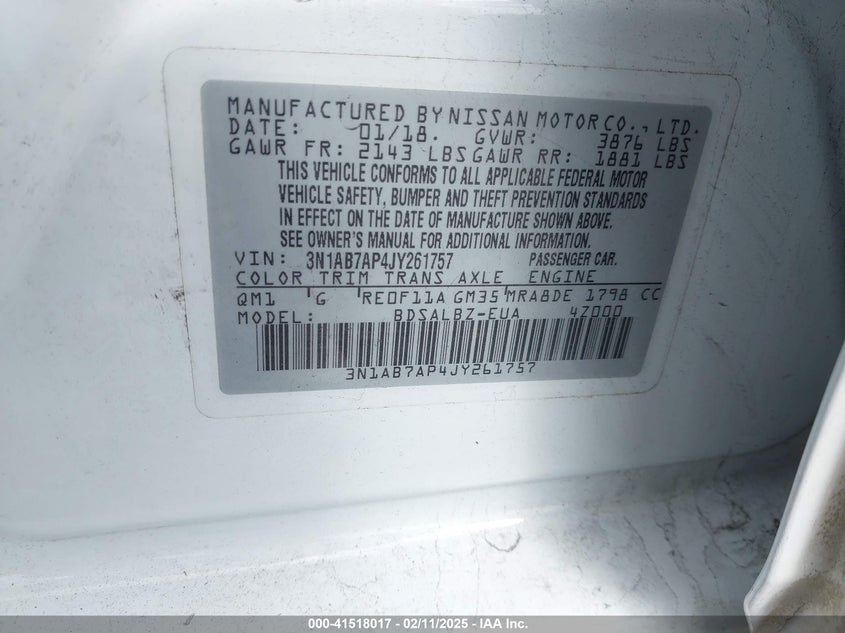 MANUFACTURED BY NISSAN MOTOR CO., LTD.
DATE: 01/18. GVWR: 3876 LBS
GAWR FR: 2143 LBS GAWR RR: 1881 LBS
THIS VEHICLE CONFORMS TO ALL APPLICABLE FEDERAL MOTOR
VEHICLE SAFETY, BUMPER AND THEFT PREVENTION STANDARDS
IN EFFECT ON THE DATE OF MANUFACTURE SHOWN ABOVE.
SEE OWNER'S MANUAL FOR ADDITIONAL INFORMATION.
VIN: 3N1AB7AP4JY261757 PASSENGER CAR.
COLOR TRIM TRANS AXLE ENGINE
QM1 G RE0F11A GM35 MRA8DE 1798 CC
MODEL: BDSALBZ-EUA 4Z000
3N1AB7AP4JY261757
000-41518017 - 02/11/2025 - IAA Inc.